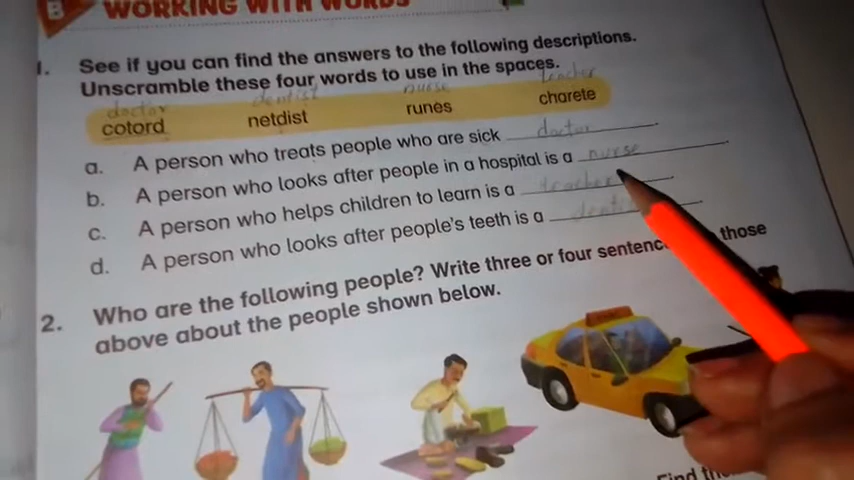 B WORKING WITH WORDS
1. See if you can find the answers to the following descriptions.
Unscramble these four words to use in the spaces.
doctor dentist nurse teacher
cotord netdist runes charete
a. A person who treats people who are sick doctor
b. A person who looks after people in a hospital is a nurse
c. A person who helps children to learn is a teacher
d. A person who looks after people's teeth is a
2. Who are the following people? Write three or four those
above about the people shown below.
Find